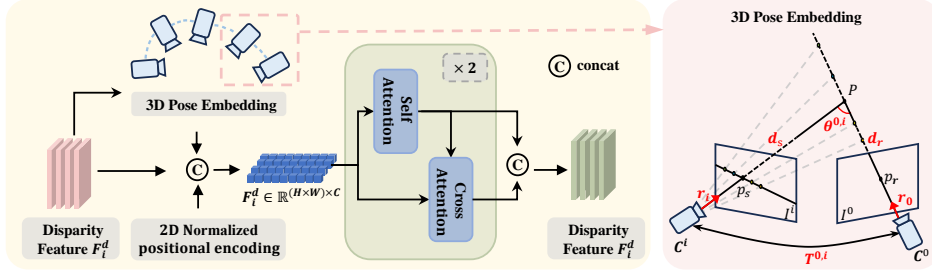 3D Pose Embedding
C concat
× 2
Self
Attention
Cross
Attention
C
C
F_i^d ∈ ℝ^{(H×W)×C}
Disparity
Feature F_i^d
2D Normalized
positional encoding
Disparity
Feature F_i^d
3D Pose Embedding
P
θ^{0,i}
d_s
d_r
p_s
p_r
r_i
r_0
I^i
I^0
C^i
C^0
T^{0,i}